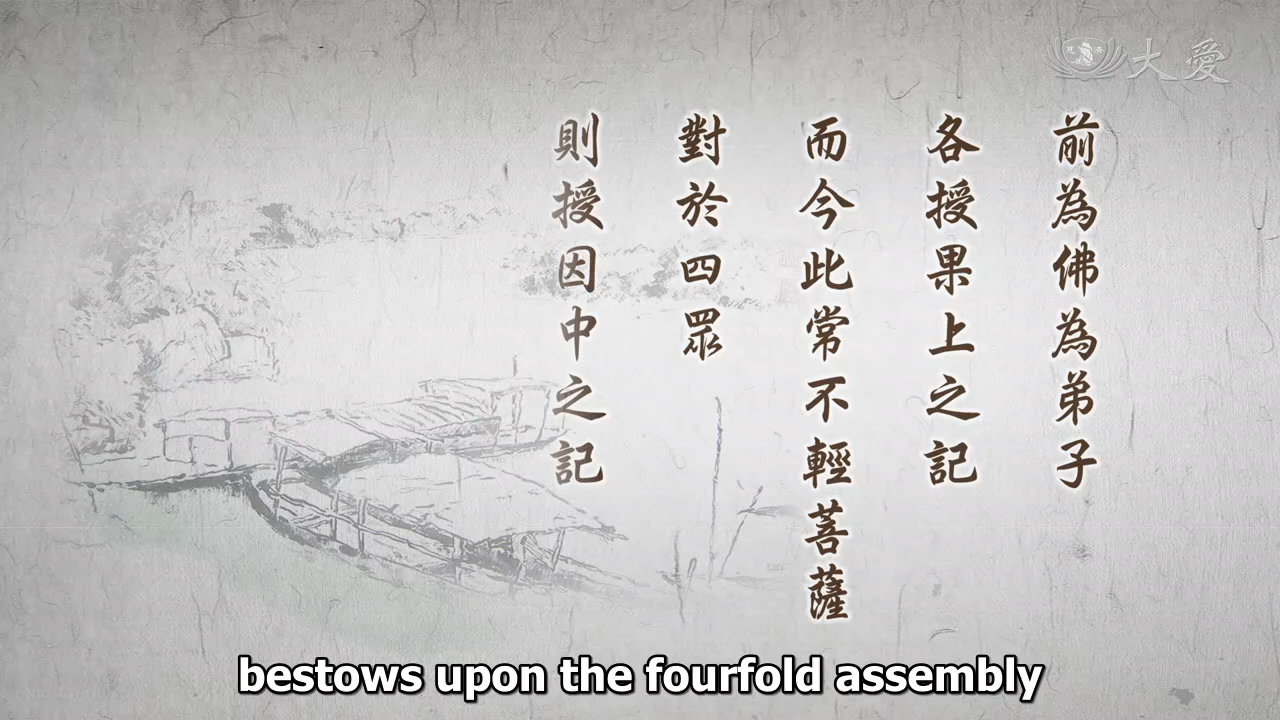 大愛
前為佛為弟子
各授果上之記
而今此常不輕菩薩
對於四眾
則授因中之記
bestows upon the fourfold assembly